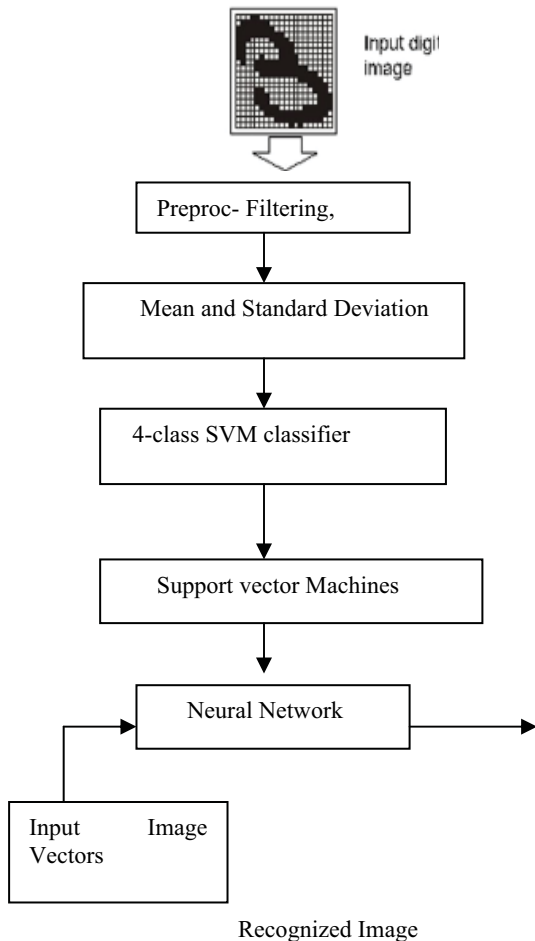 Input digit
image
Preproc- Filtering,
Mean and Standard Deviation
4-class SVM classifier
Support vector Machines
Neural Network
Input Image
Vectors
Recognized Image